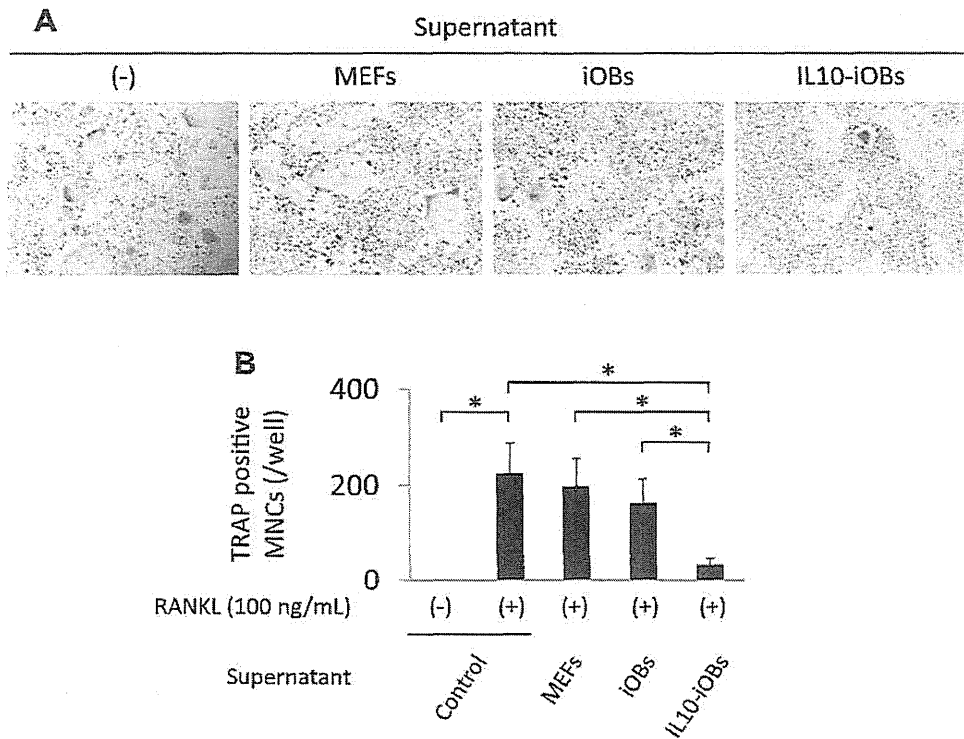 A
Supernatant
(-) MEFs iOBs IL10-iOBs
B
TRAP positive
MNCs (/well)
400
200
0
*
*
*
*
RANKL (100 ng/mL) (-) (+) (+) (+) (+)
Supernatant Control MEFs iOBs IL10-iOBs